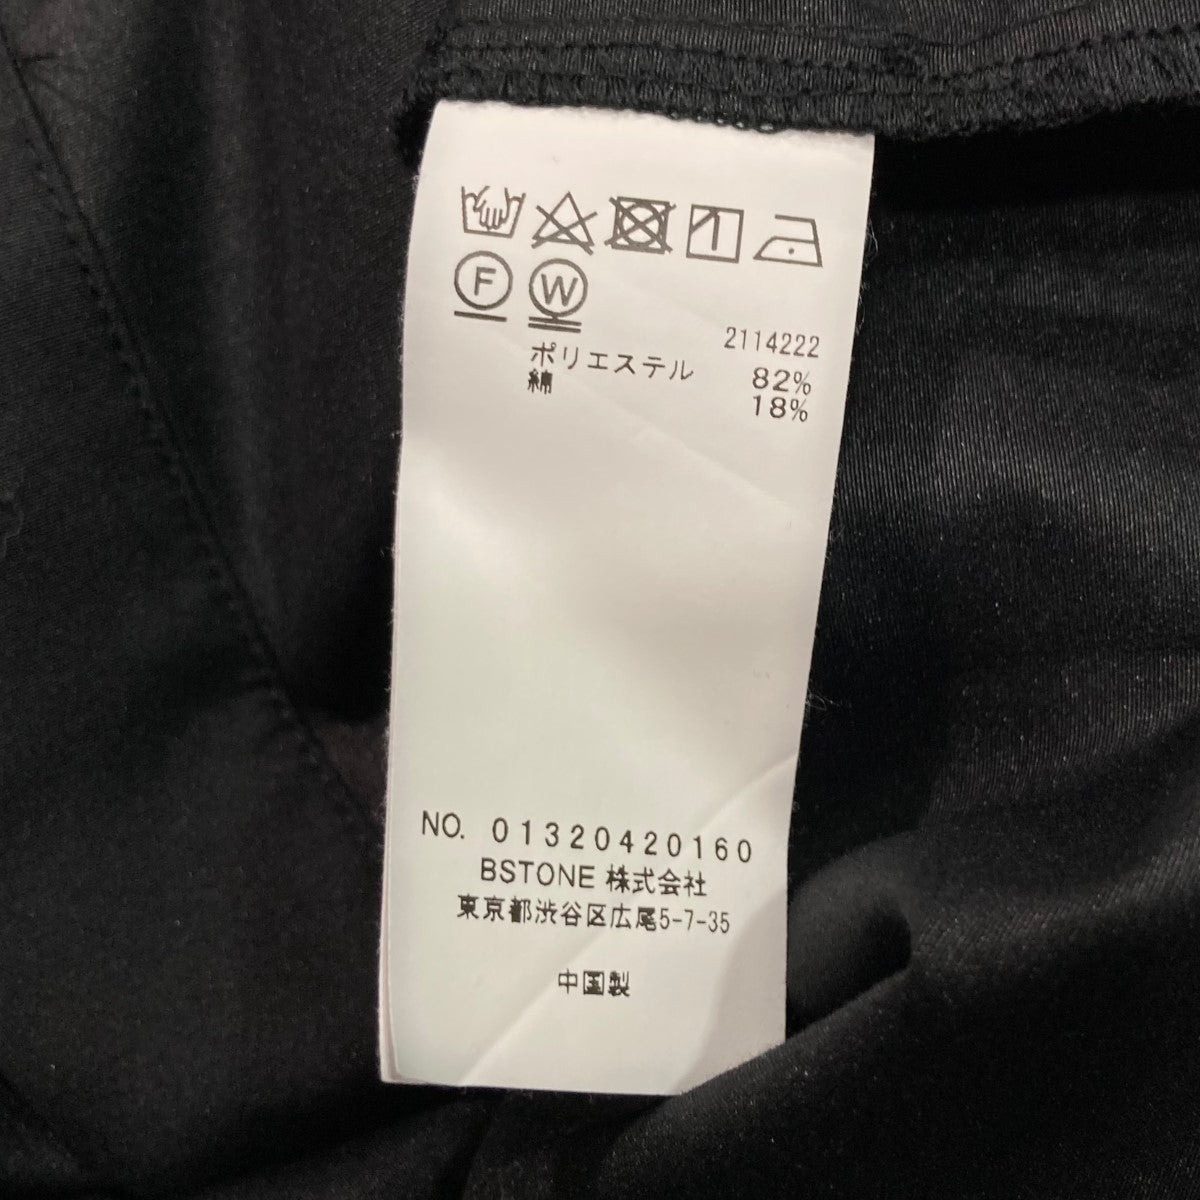 F W
2114222
ポリエステル 82%
綿 18%
NO. 01320420160
BSTONE 株式会社
東京都渋谷区広尾5-7-35
中国製